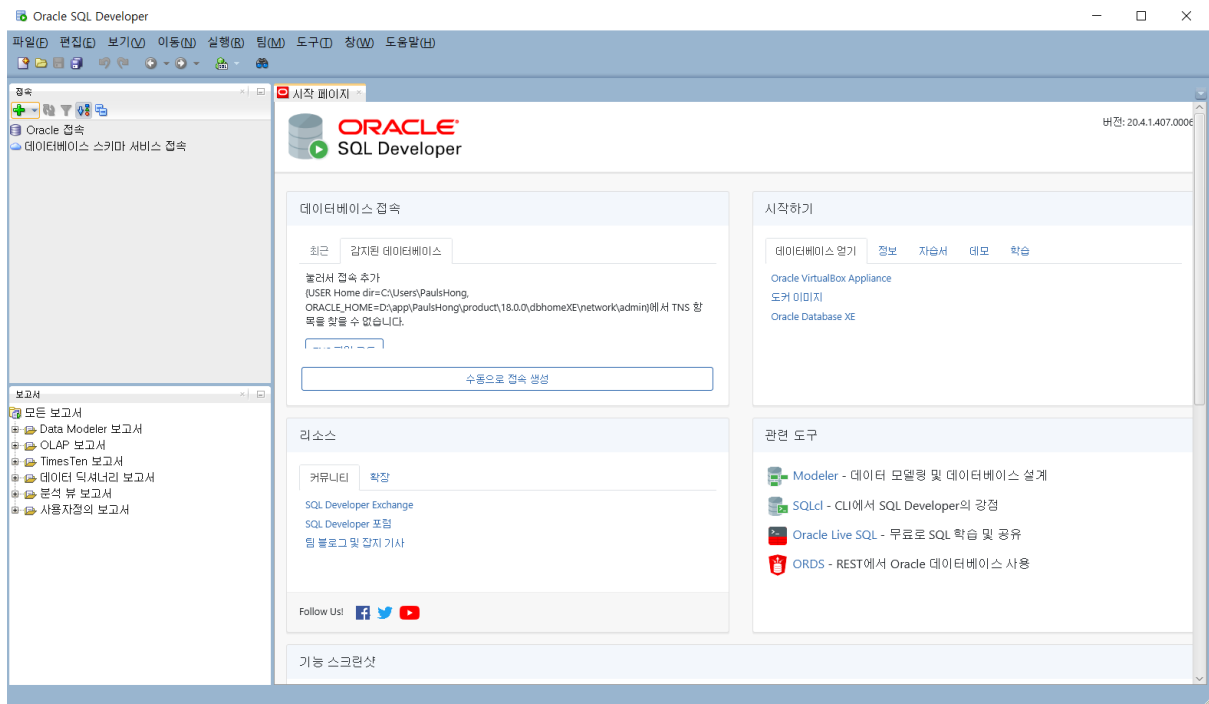 Oracle SQL Developer
파일(F) 편집(E) 보기(V) 이동(N) 실행(R) 팀(M) 도구(T) 창(W) 도움말(H)
접속
Oracle 접속
데이터베이스 스키마 서비스 접속
보고서
모든 보고서
Data Modeler 보고서
OLAP 보고서
TimesTen 보고서
데이터 딕셔너리 보고서
분석 뷰 보고서
사용자정의 보고서
시작 페이지
ORACLE
SQL Developer
버전: 20.4.1.407.0006
데이터베이스 접속
최근 감지된 데이터베이스
눌러서 접속 추가
(USER Home dir=C:\Users\PaulsHong,
ORACLE_HOME=D:\app\PaulsHong\product\18.0.0\dbhomeXE\network\admin)에서 TNS 항
목을 찾을 수 없습니다.
수동으로 접속 생성
시작하기
데이터베이스 열기 정보 자습서 데모 학습
Oracle VirtualBox Appliance
도커 이미지
Oracle Database XE
리소스
커뮤니티 확장
SQL Developer Exchange
SQL Developer 포럼
팀 블로그 및 잡지 기사
Follow Us!
관련 도구
Modeler - 데이터 모델링 및 데이터베이스 설계
SQLcl - CLI에서 SQL Developer의 강점
Oracle Live SQL - 무료로 SQL 학습 및 공유
ORDS - REST에서 Oracle 데이터베이스 사용
기능 스크린샷